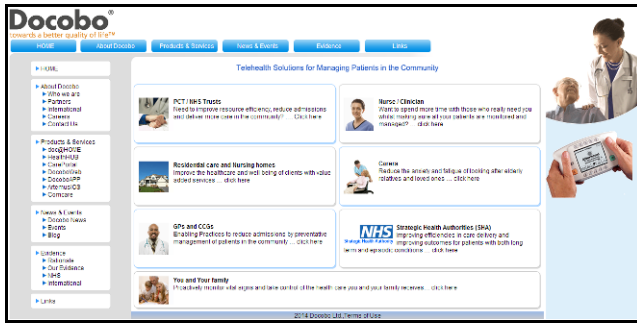 Docobo®
towards a better quality of life™
HOME
About Docobo
Products & Services
News & Events
Evidence
Links
HOME
About Docobo
Who we are
Partners
International
Careers
Contact Us
Products & Services
doc@HOME
HealthHUB
CarePortal
DocoboWeb
DocoboAPP
ArtemusICS
Comcare
News & Events
Docobo News
Events
Blog
Evidence
Rationale
Our Evidence
NHS
International
Links
Telehealth Solutions for Managing Patients in the Community
PCT / NHS Trusts
Need to improve resource efficiency, reduce admissions
and deliver more care in the community? ... Click here
Nurse / Clinician
Want to spend more time with those who really need you
whilst making sure all your patients are monitored and
managed? ... click here
Residential care and Nursing homes
Improve the healthcare and well being of clients with value
added services ... click here
Carers
Reduce the anxiety and fatigue of looking after elderly
relatives and loved ones ... click here
GPs and CCGs
Enabling Practices to reduce admissions by preventative
management of patients in the community ... click here
NHS
Strategic Health Authorities
Strategic Health Authorities (SHA)
improving efficiencies in care delivery and
improving outcomes for patients with both long
term and episodic conditions ... click here
You and Your family
Proactively monitor vital signs and take control of the health care you and your family receives ... click here
2014 Docobo Ltd.,Terms of Use